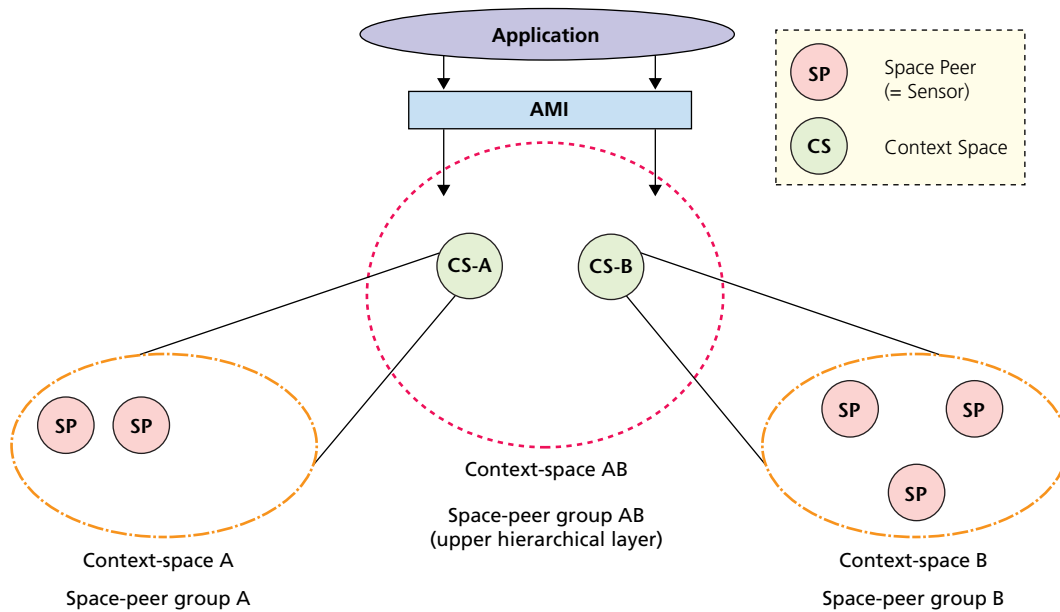 Application
AMI
SP
Space Peer
(= Sensor)
CS
Context Space
CS-A
CS-B
SP
SP
SP
SP
SP
Context-space AB
Space-peer group AB
(upper hierarchical layer)
Context-space A
Space-peer group A
Context-space B
Space-peer group B